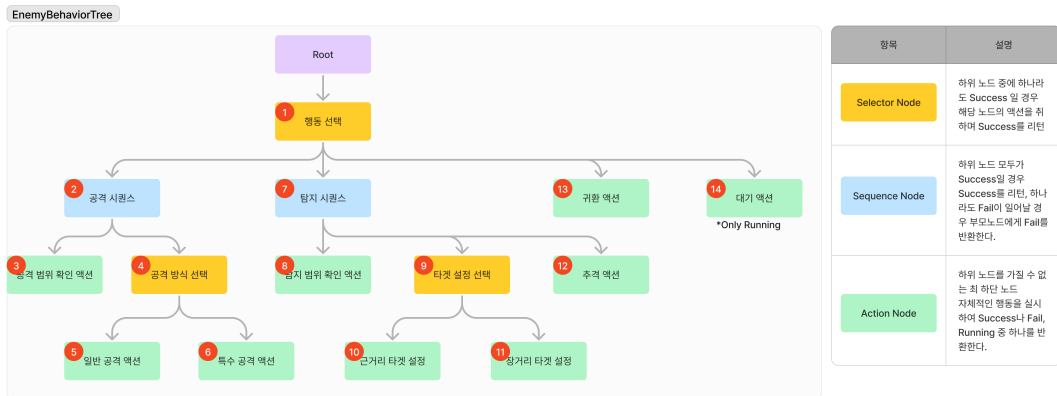 EnemyBehaviorTree
Root
1
행동 선택
2
공격 시퀀스
7
탐지 시퀀스
13
귀환 액션
14
대기 액션
*Only Running
3
공격 범위 확인 액션
4
공격 방식 선택
8
탐지 범위 확인 액션
9
타겟 설정 선택
12
추격 액션
5
일반 공격 액션
6
특수 공격 액션
10
근거리 타겟 설정
11
장거리 타겟 설정
항목
설명
Selector Node
하위 노드 중에 하나라
도 Success 일 경우
해당 노드의 액션을 취
하며 Success를 리턴
Sequence Node
하위 노드 모두가
Success일 경우
Success를 리턴, 하나
라도 Fail이 일어날 경
우 부모노드에게 Fail를
반환한다.
Action Node
하위 노드를 가질 수 없
는 최 하단 노드
자체적인 행동을 실시
하여 Success나 Fail,
Running 중 하나를 반
환한다.